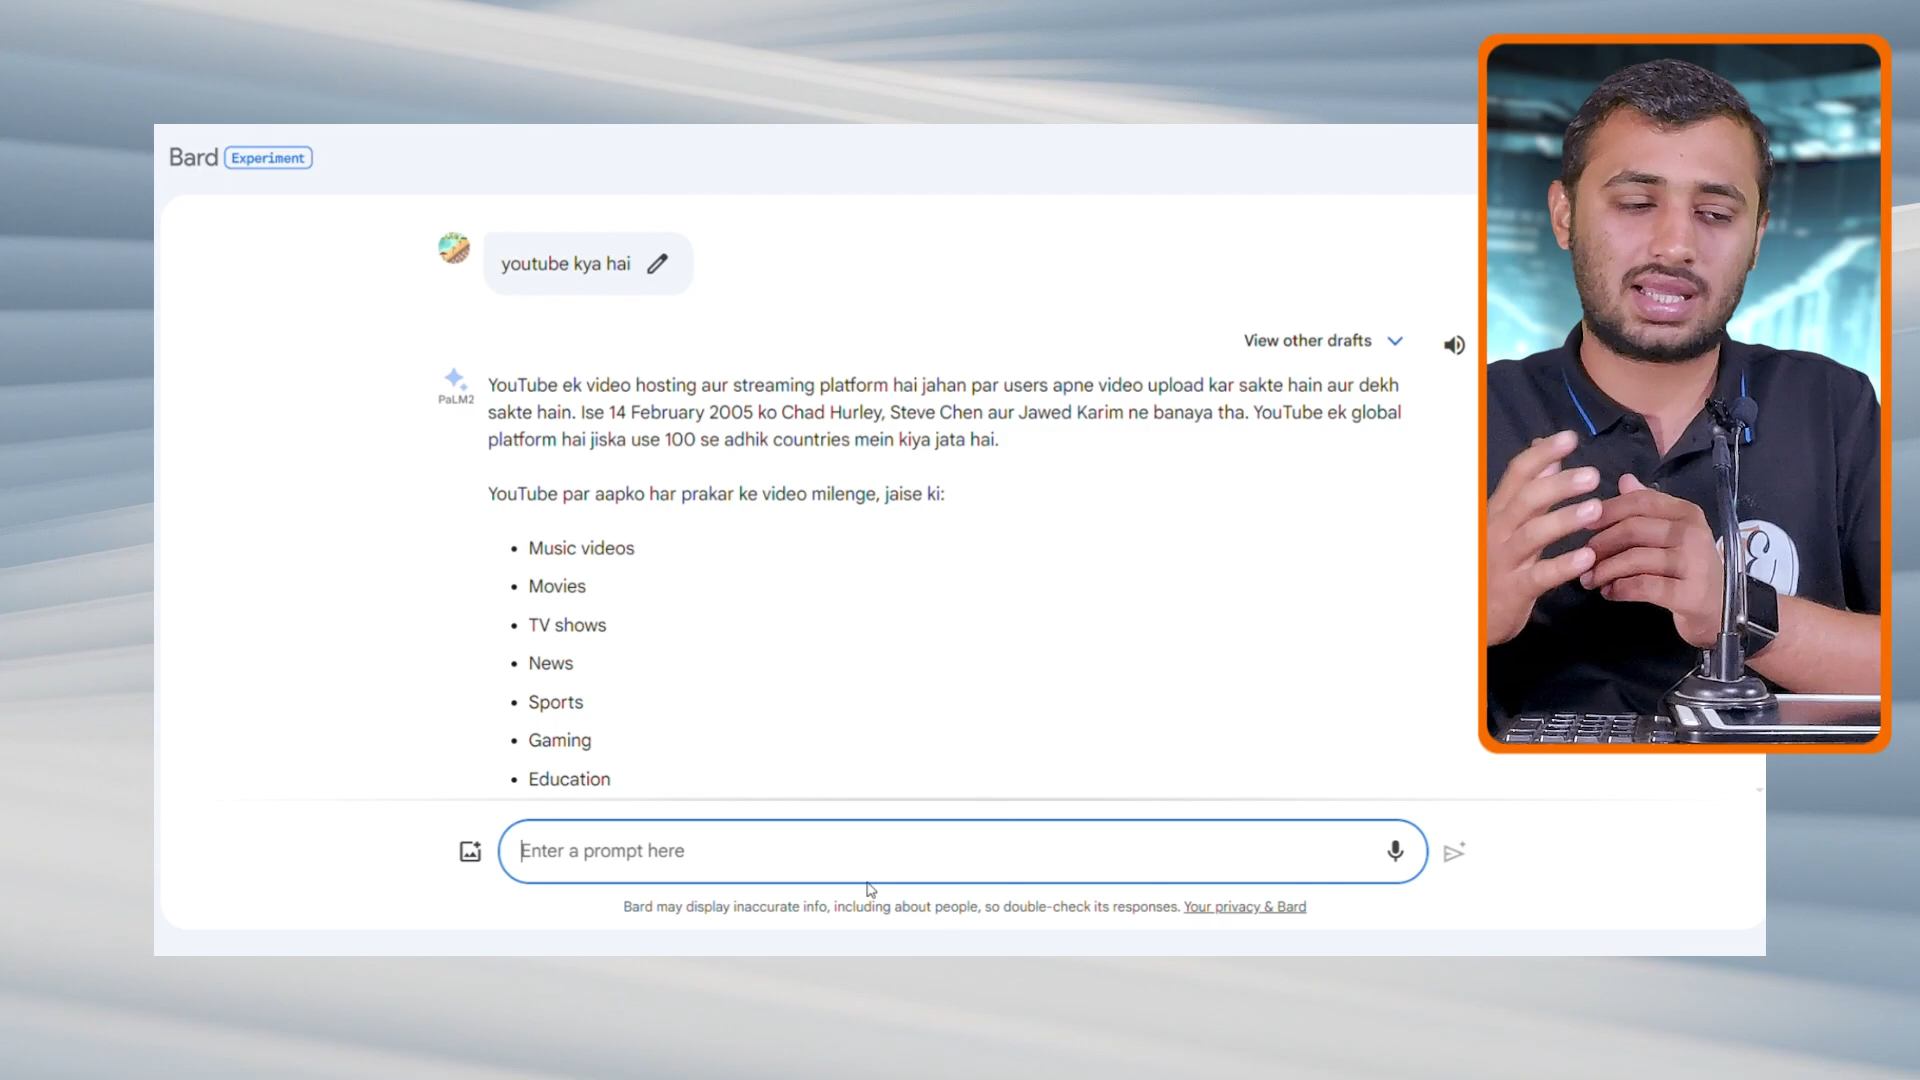 Bard Experiment
youtube kya hai
View other drafts
PaLM2
YouTube ek video hosting aur streaming platform hai jahan par users apne video upload kar sakte hain aur dekh
sakte hain. Ise 14 February 2005 ko Chad Hurley, Steve Chen aur Jawed Karim ne banaya tha. YouTube ek global
platform hai jiska use 100 se adhik countries mein kiya jata hai.
YouTube par aapko har prakar ke video milenge, jaise ki:
• Music videos
• Movies
• TV shows
• News
• Sports
• Gaming
• Education
Enter a prompt here
Bard may display inaccurate info, including about people, so double-check its responses. Your privacy & Bard